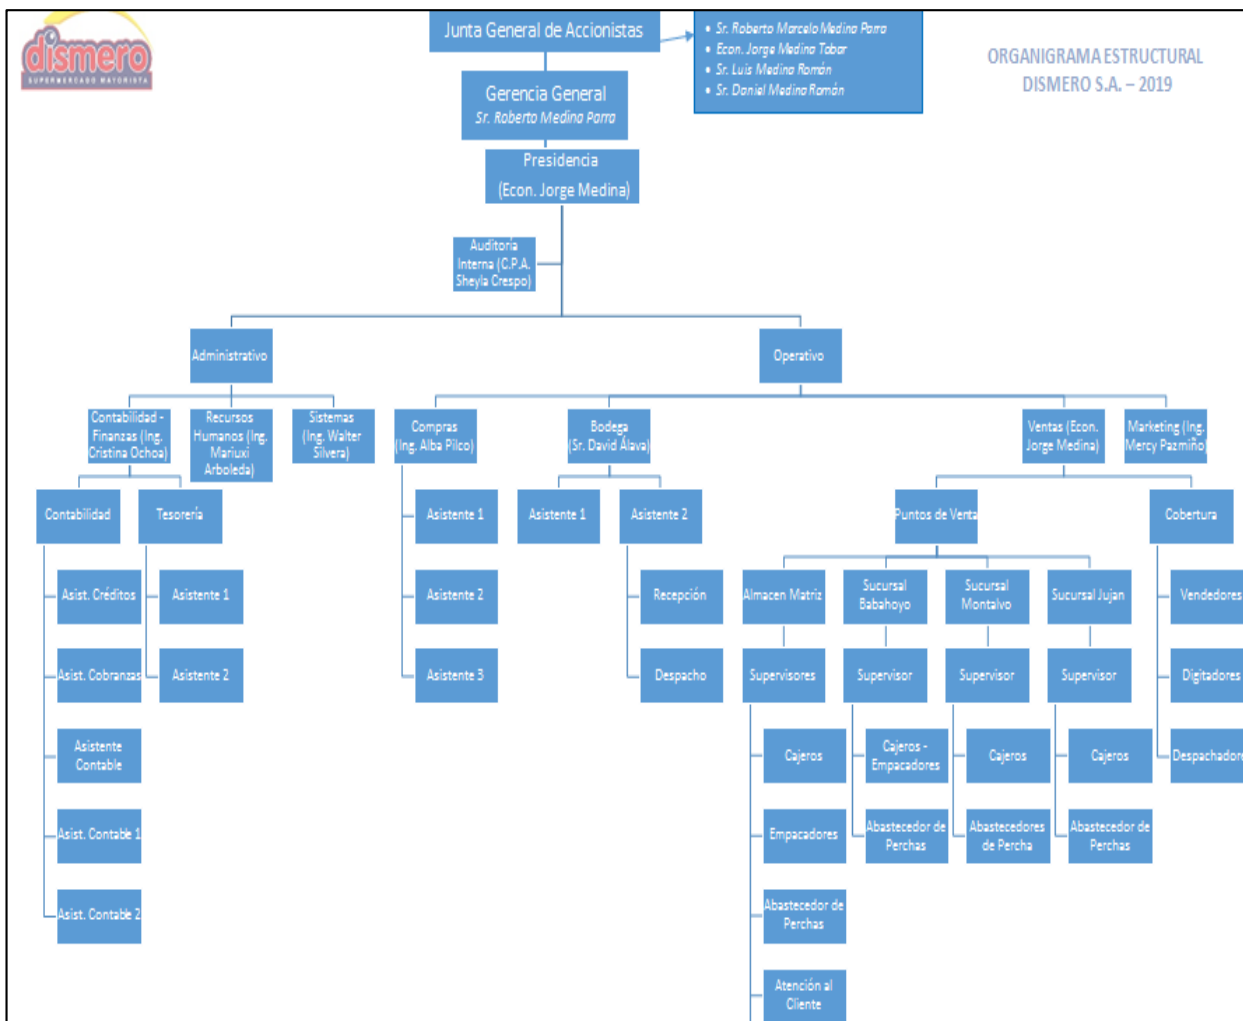 dismero
SUPERMERCADO MAYORISTA
Junta General de Accionistas
• Sr. Roberto Marcelo Medina Parra
• Econ. Jorge Medina Tobar
• Sr. Luis Medina Román
• Sr. Daniel Medina Román
ORGANIGRAMA ESTRUCTURAL
DISMERO S.A. – 2019
Gerencia General
Sr. Roberto Medina Parra
Presidencia
(Econ. Jorge Medina)
Auditoría
Interna (C.P.A.
Sheyla Crespo)
Administrativo
Operativo
Contabilidad -
Finanzas (Ing.
Cristina Ochoa)
Recursos
Humanos (Ing.
Mariuxi
Arboleda)
Sistemas
(Ing. Walter
Silvera)
Compras
(Ing. Alba Pilco)
Bodega
(Sr. David Álava)
Ventas (Econ.
Jorge Medina)
Marketing (Ing.
Mercy Pazmiño)
Contabilidad
Tesorería
Asistente 1
Asistente 1
Asistente 2
Puntos de Venta
Cobertura
Asist. Créditos
Asistente 1
Asistente 2
Recepción
Almacen Matriz
Sucursal
Babahoyo
Sucursal
Montalvo
Sucursal Jujan
Vendedores
Asist. Cobranzas
Asistente 2
Asistente 3
Despacho
Supervisores
Supervisor
Supervisor
Supervisor
Digitadores
Asistente
Contable
Cajeros
Cajeros -
Empacadores
Cajeros
Cajeros
Despachadore
Asist. Contable 1
Empacadores
Abastecedor de
Perchas
Abastecedores
de Percha
Abastecedor de
Perchas
Asist. Contable 2
Abastecedor de
Perchas
Atención al
Cliente